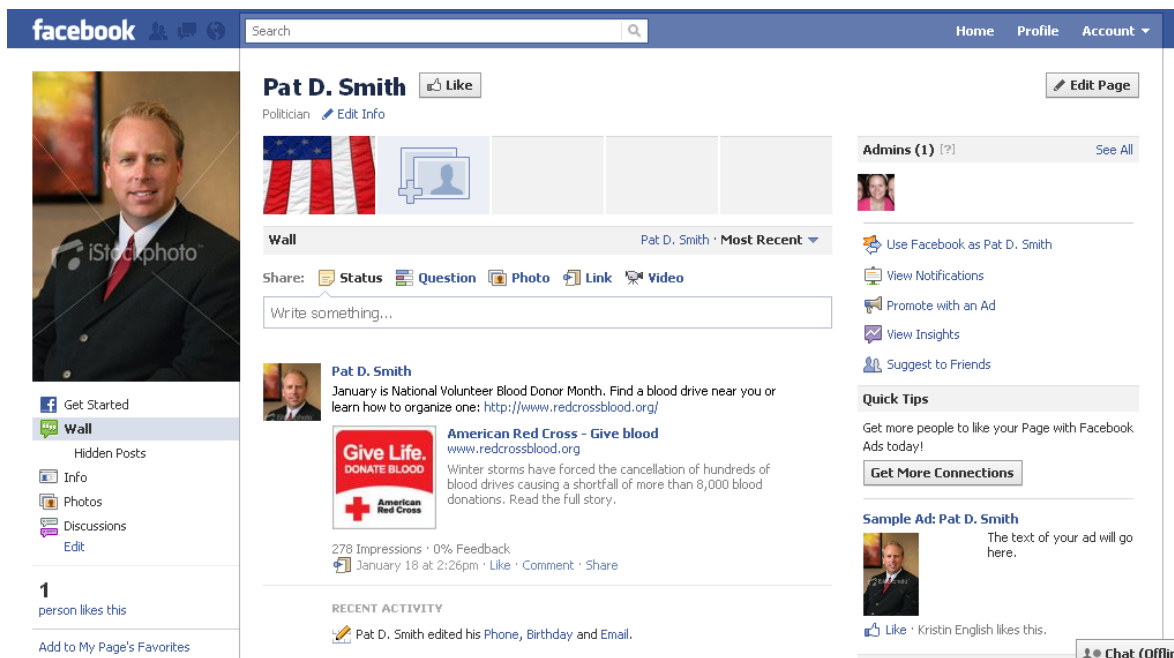 facebook
Search
Home Profile Account
Pat D. Smith Like
Edit Page
Politician Edit Info
iStockphoto™
Get Started
Wall
Hidden Posts
Info
Photos
Discussions
Edit
1
person likes this
Add to My Page's Favorites
Wall
Pat D. Smith · Most Recent
Share: Status Question Photo Link Video
Write something...
Pat D. Smith
January is National Volunteer Blood Donor Month. Find a blood drive near you or
learn how to organize one: http://www.redcrossblood.org/
Give Life.
DONATE BLOOD
American
Red Cross
American Red Cross - Give blood
www.redcrossblood.org
Winter storms have forced the cancellation of hundreds of
blood drives causing a shortfall of more than 8,000 blood
donations. Read the full story.
278 Impressions · 0% Feedback
January 18 at 2:26pm · Like · Comment · Share
RECENT ACTIVITY
Pat D. Smith edited his Phone, Birthday and Email.
Admins (1) [?] See All
Use Facebook as Pat D. Smith
View Notifications
Promote with an Ad
View Insights
Suggest to Friends
Quick Tips
Get more people to like your Page with Facebook
Ads today!
Get More Connections
Sample Ad: Pat D. Smith
The text of your ad will go
here.
Like · Kristin English likes this.
Chat (Offlin